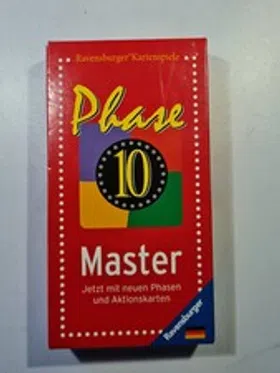 Ravensburger® Kartenspiele
Phase
10
Master
Jetzt mit neuen Phasen
und Aktionskarten
Ravensburger